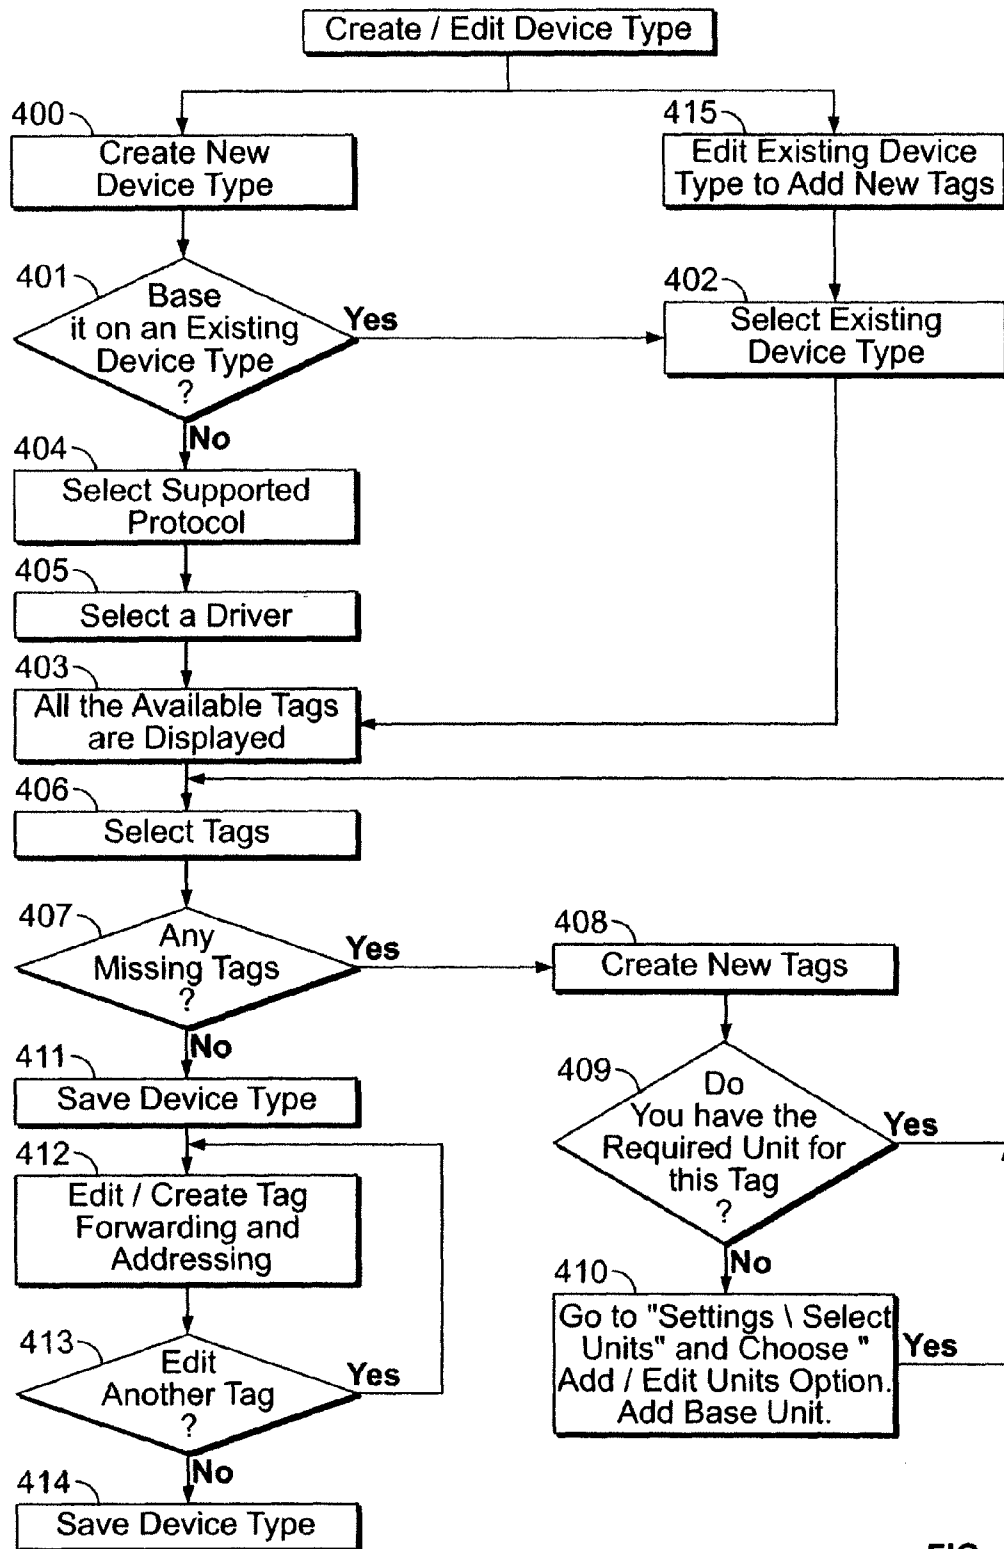 Create / Edit Device Type
400
Create New
Device Type
415
Edit Existing Device
Type to Add New Tags
401
Base
it on an Existing
Device Type
?
Yes
402
Select Existing
Device Type
No
404
Select Supported
Protocol
405
Select a Driver
403
All the Available Tags
are Displayed
406
Select Tags
407
Any
Missing Tags
?
Yes
408
Create New Tags
No
409
Do
You have the
Required Unit for
this Tag
?
Yes
411
Save Device Type
412
Edit / Create Tag
Forwarding and
Addressing
No
410
Go to "Settings \ Select
Units" and Choose "
Add / Edit Units Option.
Add Base Unit.
Yes
413
Edit
Another Tag
?
Yes
No
414
Save Device Type